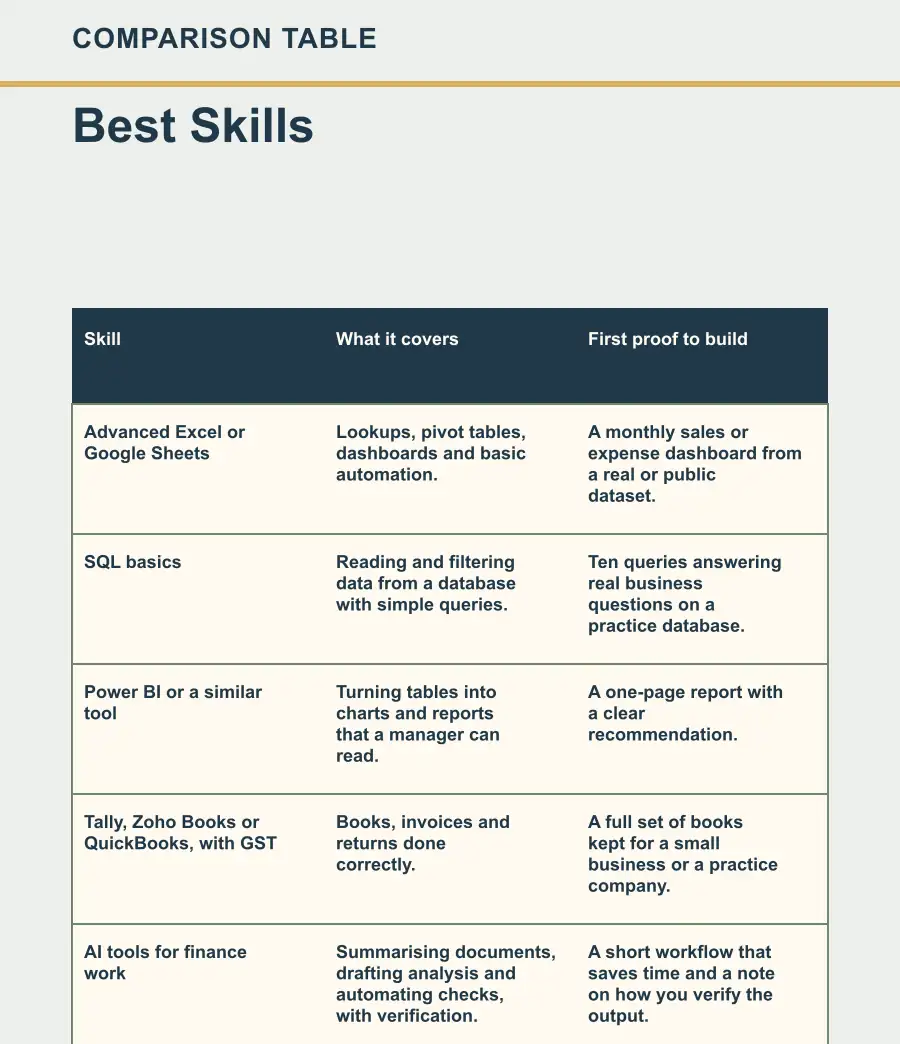 COMPARISON TABLE
Best Skills
Skill
What it covers
First proof to build
Advanced Excel or
Google Sheets
Lookups, pivot tables,
dashboards and basic
automation.
A monthly sales or
expense dashboard from
a real or public
dataset.
SQL basics
Reading and filtering
data from a database
with simple queries.
Ten queries answering
real business
questions on a
practice database.
Power BI or a similar
tool
Turning tables into
charts and reports
that a manager can
read.
A one-page report with
a clear
recommendation.
Tally, Zoho Books or
QuickBooks, with GST
Books, invoices and
returns done
correctly.
A full set of books
kept for a small
business or a practice
company.
AI tools for finance
work
Summarising documents,
drafting analysis and
automating checks,
with verification.
A short workflow that
saves time and a note
on how you verify the
output.